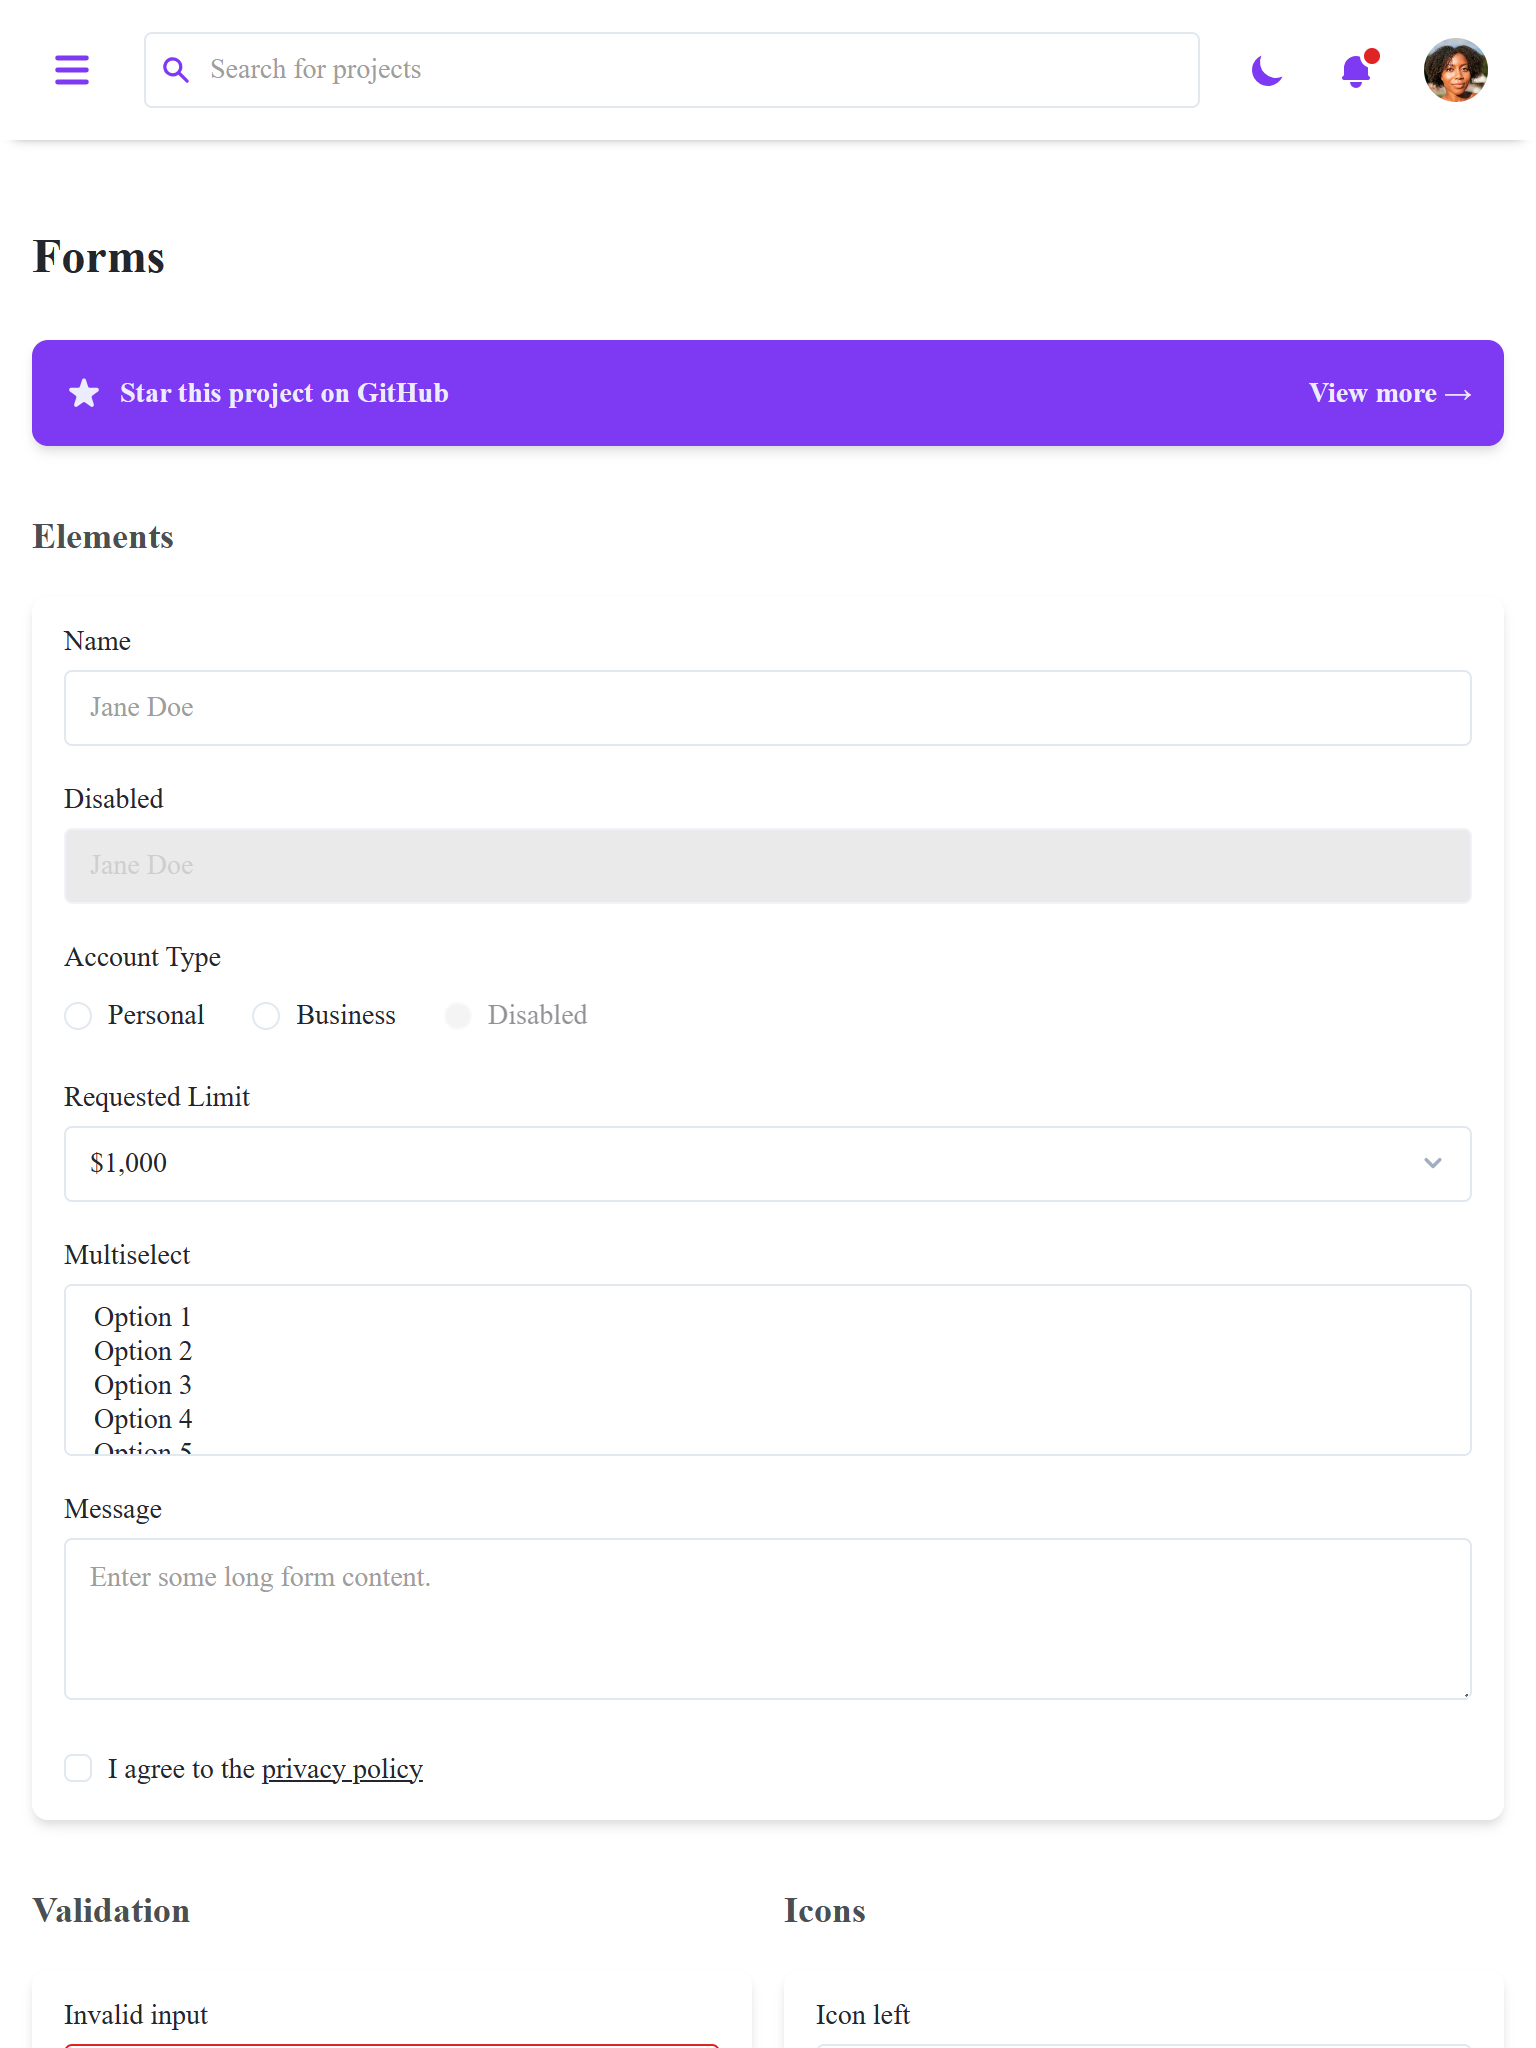 Search for projects
Forms
Star this project on GitHub
View more →
Elements
Name
Jane Doe
Disabled
Jane Doe
Account Type
Personal
Business
Disabled
Requested Limit
$1,000
Multiselect
Option 1
Option 2
Option 3
Option 4
Option 5
Message
Enter some long form content.
I agree to the privacy policy
Validation
Icons
Invalid input
Icon left